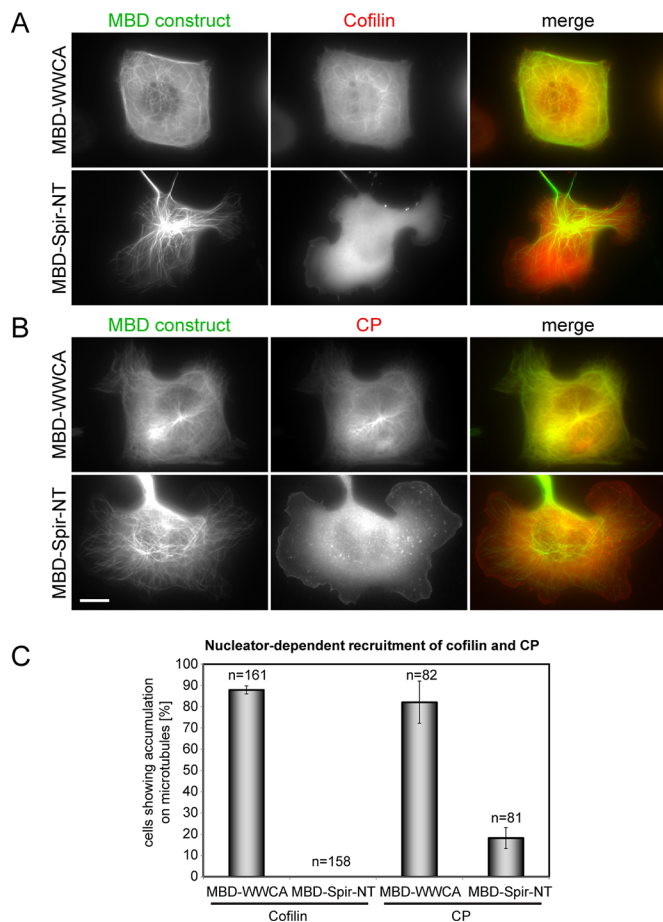 A
MBD construct
Cofilin
merge
MBD-WWCA
MBD-Spir-NT
B
MBD construct
CP
merge
MBD-WWCA
MBD-Spir-NT
C
Nucleator-dependent recruitment of cofilin and CP
cells showing accumulation
on microtubules [%]
100
90
80
70
60
50
40
30
20
10
0
n=161
n=158
n=82
n=81
MBD-WWCA MBD-Spir-NT MBD-WWCA MBD-Spir-NT
Cofilin CP